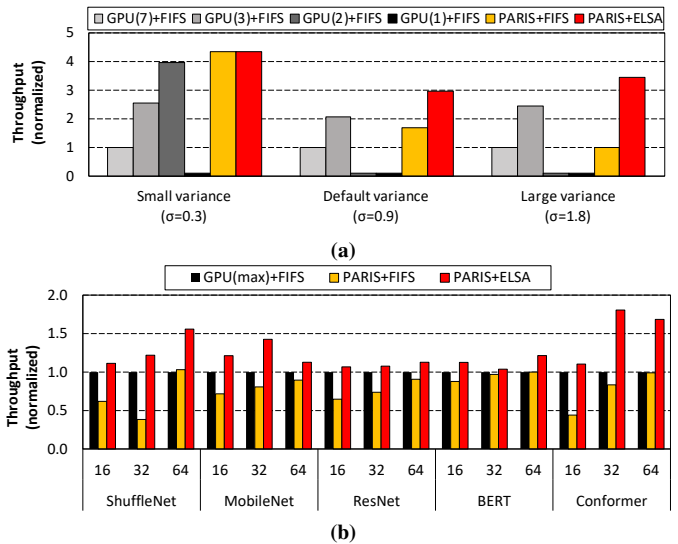 GPU(7)+FIFS GPU(3)+FIFS GPU(2)+FIFS GPU(1)+FIFS PARIS+FIFS PARIS+ELSA
Throughput
(normalized)
5
4
3
2
1
0
Small variance Default variance Large variance
(σ=0.3) (σ=0.9) (σ=1.8)
(a)
GPU(max)+FIFS PARIS+FIFS PARIS+ELSA
Throughput
(normalized)
2.0
1.5
1.0
0.5
0.0
16 32 64 16 32 64 16 32 64 16 32 64 16 32 64
ShuffleNet MobileNet ResNet BERT Conformer
(b)